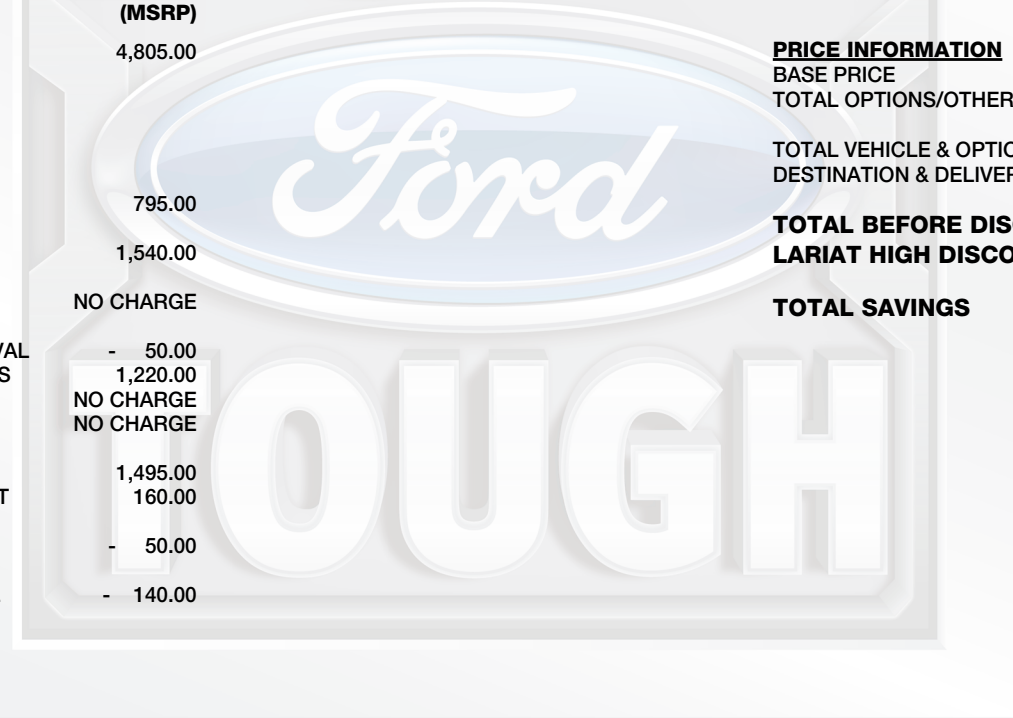 (MSRP)
4,805.00
795.00
1,540.00
NO CHARGE
VAL - 50.00
S 1,220.00
NO CHARGE
NO CHARGE
1,495.00
T 160.00
- 50.00
- 140.00
PRICE INFORMATION
BASE PRICE
TOTAL OPTIONS/OTHER
TOTAL VEHICLE & OPTIO
DESTINATION & DELIVER
TOTAL BEFORE DIS
LARIAT HIGH DISCO
TOTAL SAVINGS
Ford
TOUGH